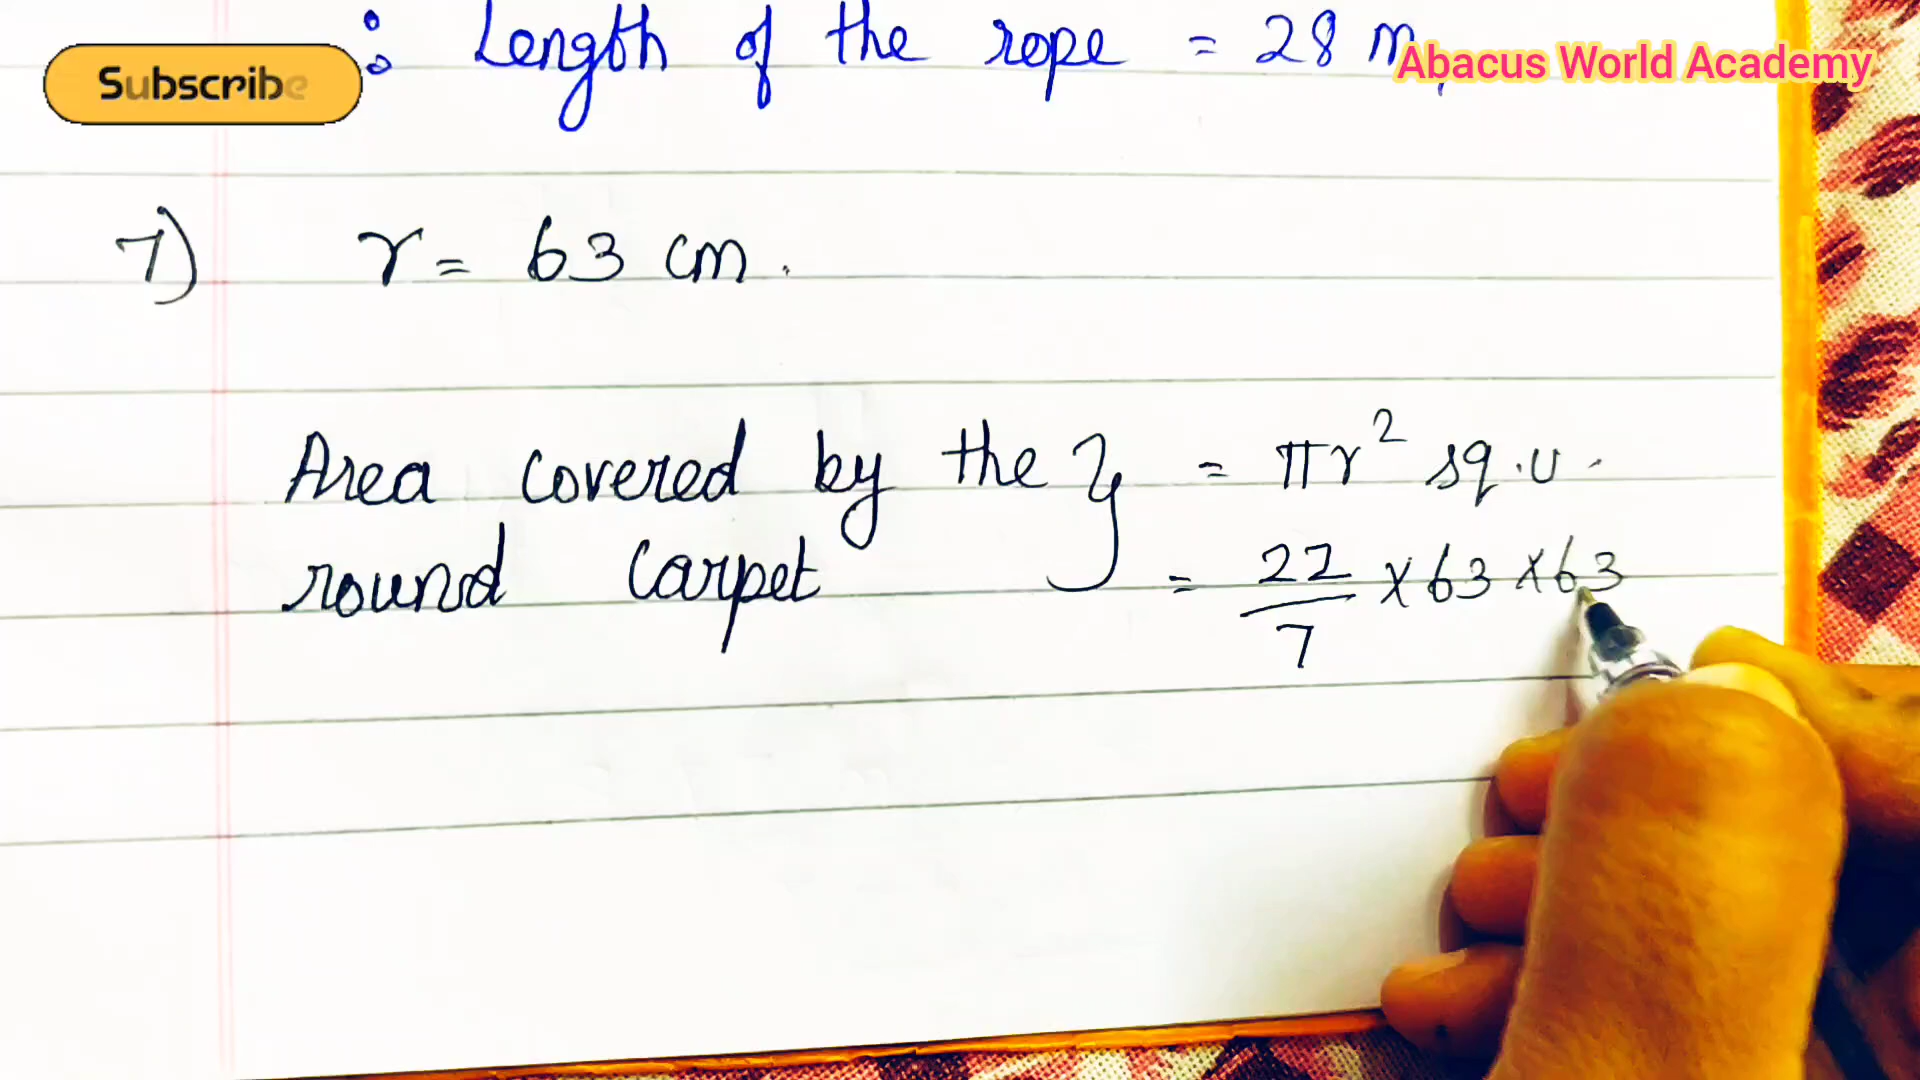 Subscribe
∴ Length of the rope = 28 m.
Abacus World Academy
7) r = 63 cm.
Area covered by the } = πr² sq.u.
round carpet = 22/7 × 63 × 63